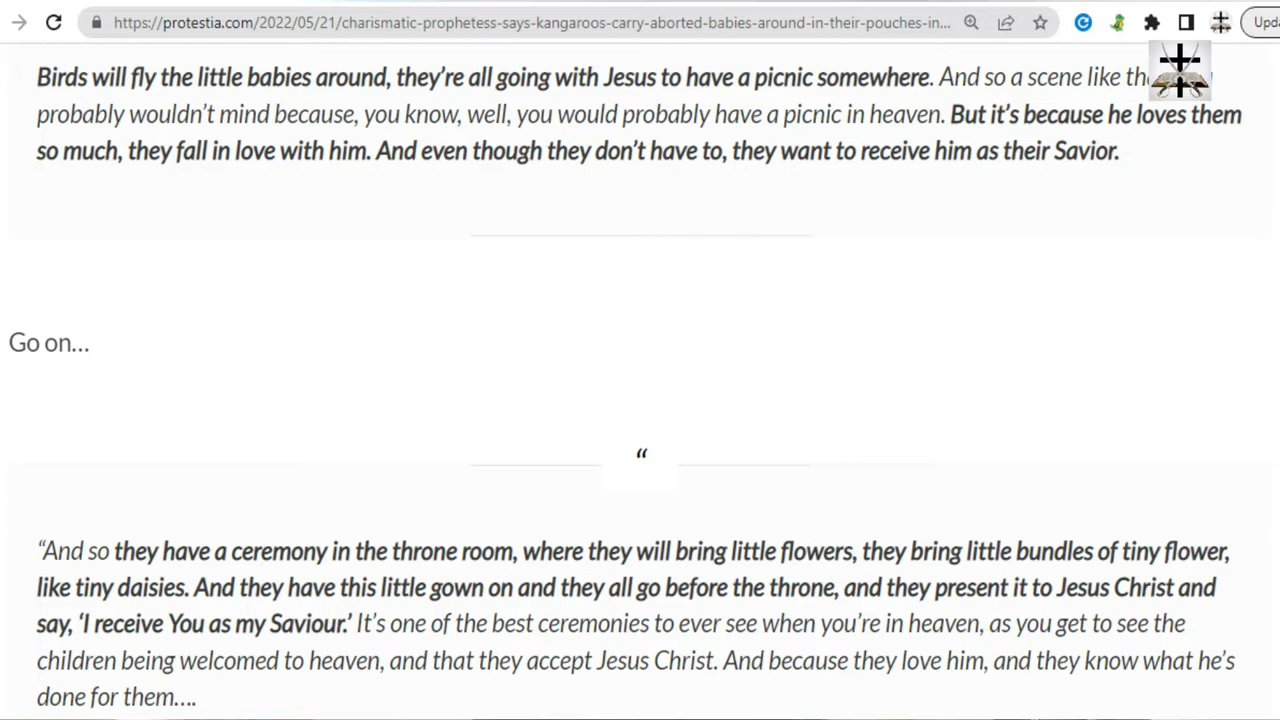 https://protestia.com/2022/05/21/charismatic-prophetess-says-kangaroos-carry-aborted-babies-around-in-their-pouches-in...
Birds will fly the little babies around, they're all going with Jesus to have a picnic somewhere. And so a scene like
probably wouldn't mind because, you know, well, you would probably have a picnic in heaven. But it's because he loves them
so much, they fall in love with him. And even though they don't have to, they want to receive him as their Savior.
Go on...
“
“And so they have a ceremony in the throne room, where they will bring little flowers, they bring little bundles of tiny flower,
like tiny daisies. And they have this little gown on and they all go before the throne, and they present it to Jesus Christ and
say, ‘I receive You as my Saviour.’ It's one of the best ceremonies to ever see when you're in heaven, as you get to see the
children being welcomed to heaven, and that they accept Jesus Christ. And because they love him, and they know what he's
done for them….